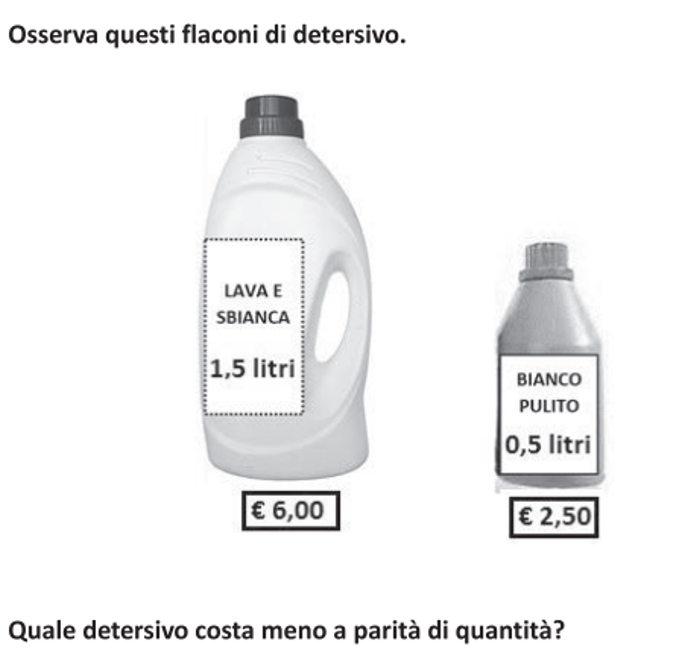 Osserva questi flaconi di detersivo.
LAVA E
SBIANCA
1,5 litri
€ 6,00
BIANCO
PULITO
0,5 litri
€ 2,50
Quale detersivo costa meno a parità di quantità?